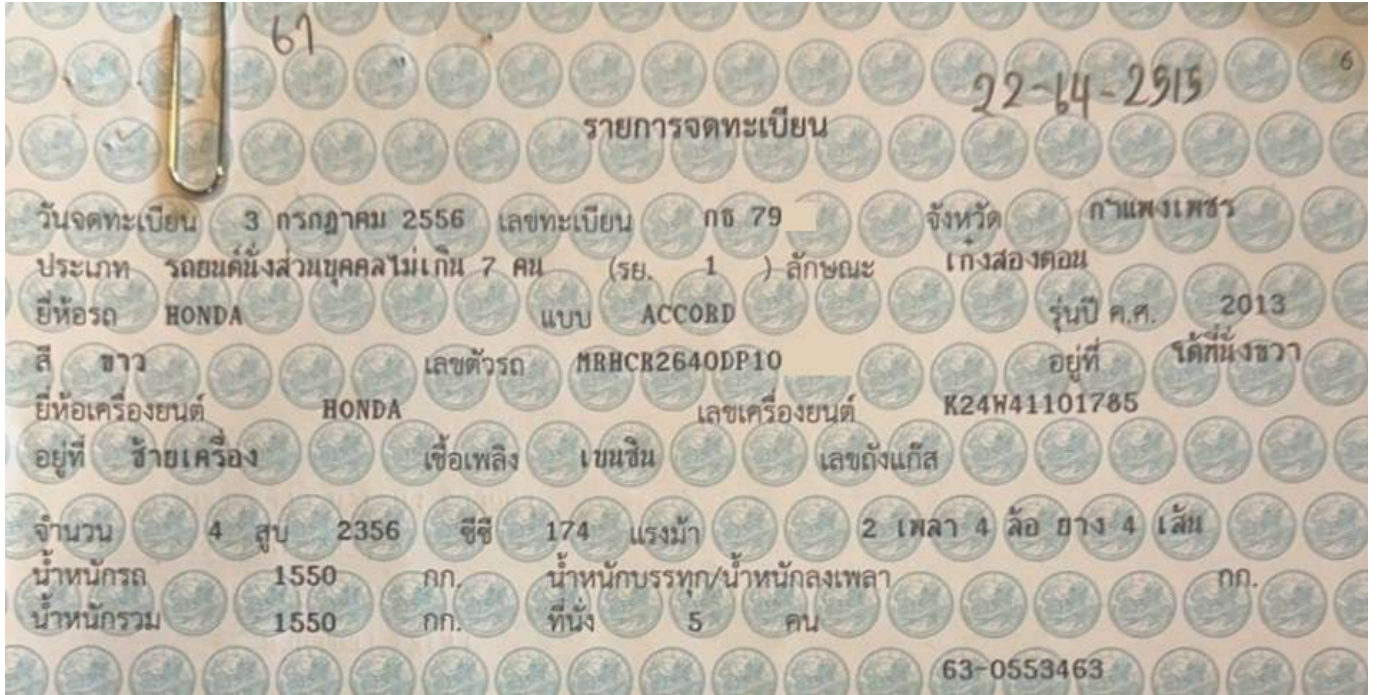 67
6
22-14-2515
รายการจดทะเบียน
วันจดทะเบียน 3 กรกฎาคม 2556 เลขทะเบียน กธ 79 จังหวัด กำแพงเพชร
ประเภท รถยนต์นั่งส่วนบุคคลไม่เกิน 7 คน (รย. 1 ) ลักษณะ เก๋งสองตอน
ยี่ห้อรถ HONDA แบบ ACCORD รุ่นปี ค.ศ. 2013
สี ขาว เลขตัวรถ MRHCR2640DP10 อยู่ที่ ใต้ที่นั่งขวา
ยี่ห้อเครื่องยนต์ HONDA เลขเครื่องยนต์ K24W41101785
อยู่ที่ ซ้ายเครื่อง เชื้อเพลิง เบนซิน เลขถังแก๊ส
จำนวน 4 สูบ 2356 ซีซี 174 แรงม้า 2 เพลา 4 ล้อ ยาง 4 เส้น
น้ำหนักรถ 1550 กก. น้ำหนักบรรทุก/น้ำหนักลงเพลา กก.
น้ำหนักรวม 1550 กก. ที่นั่ง 5 คน
63-0553463